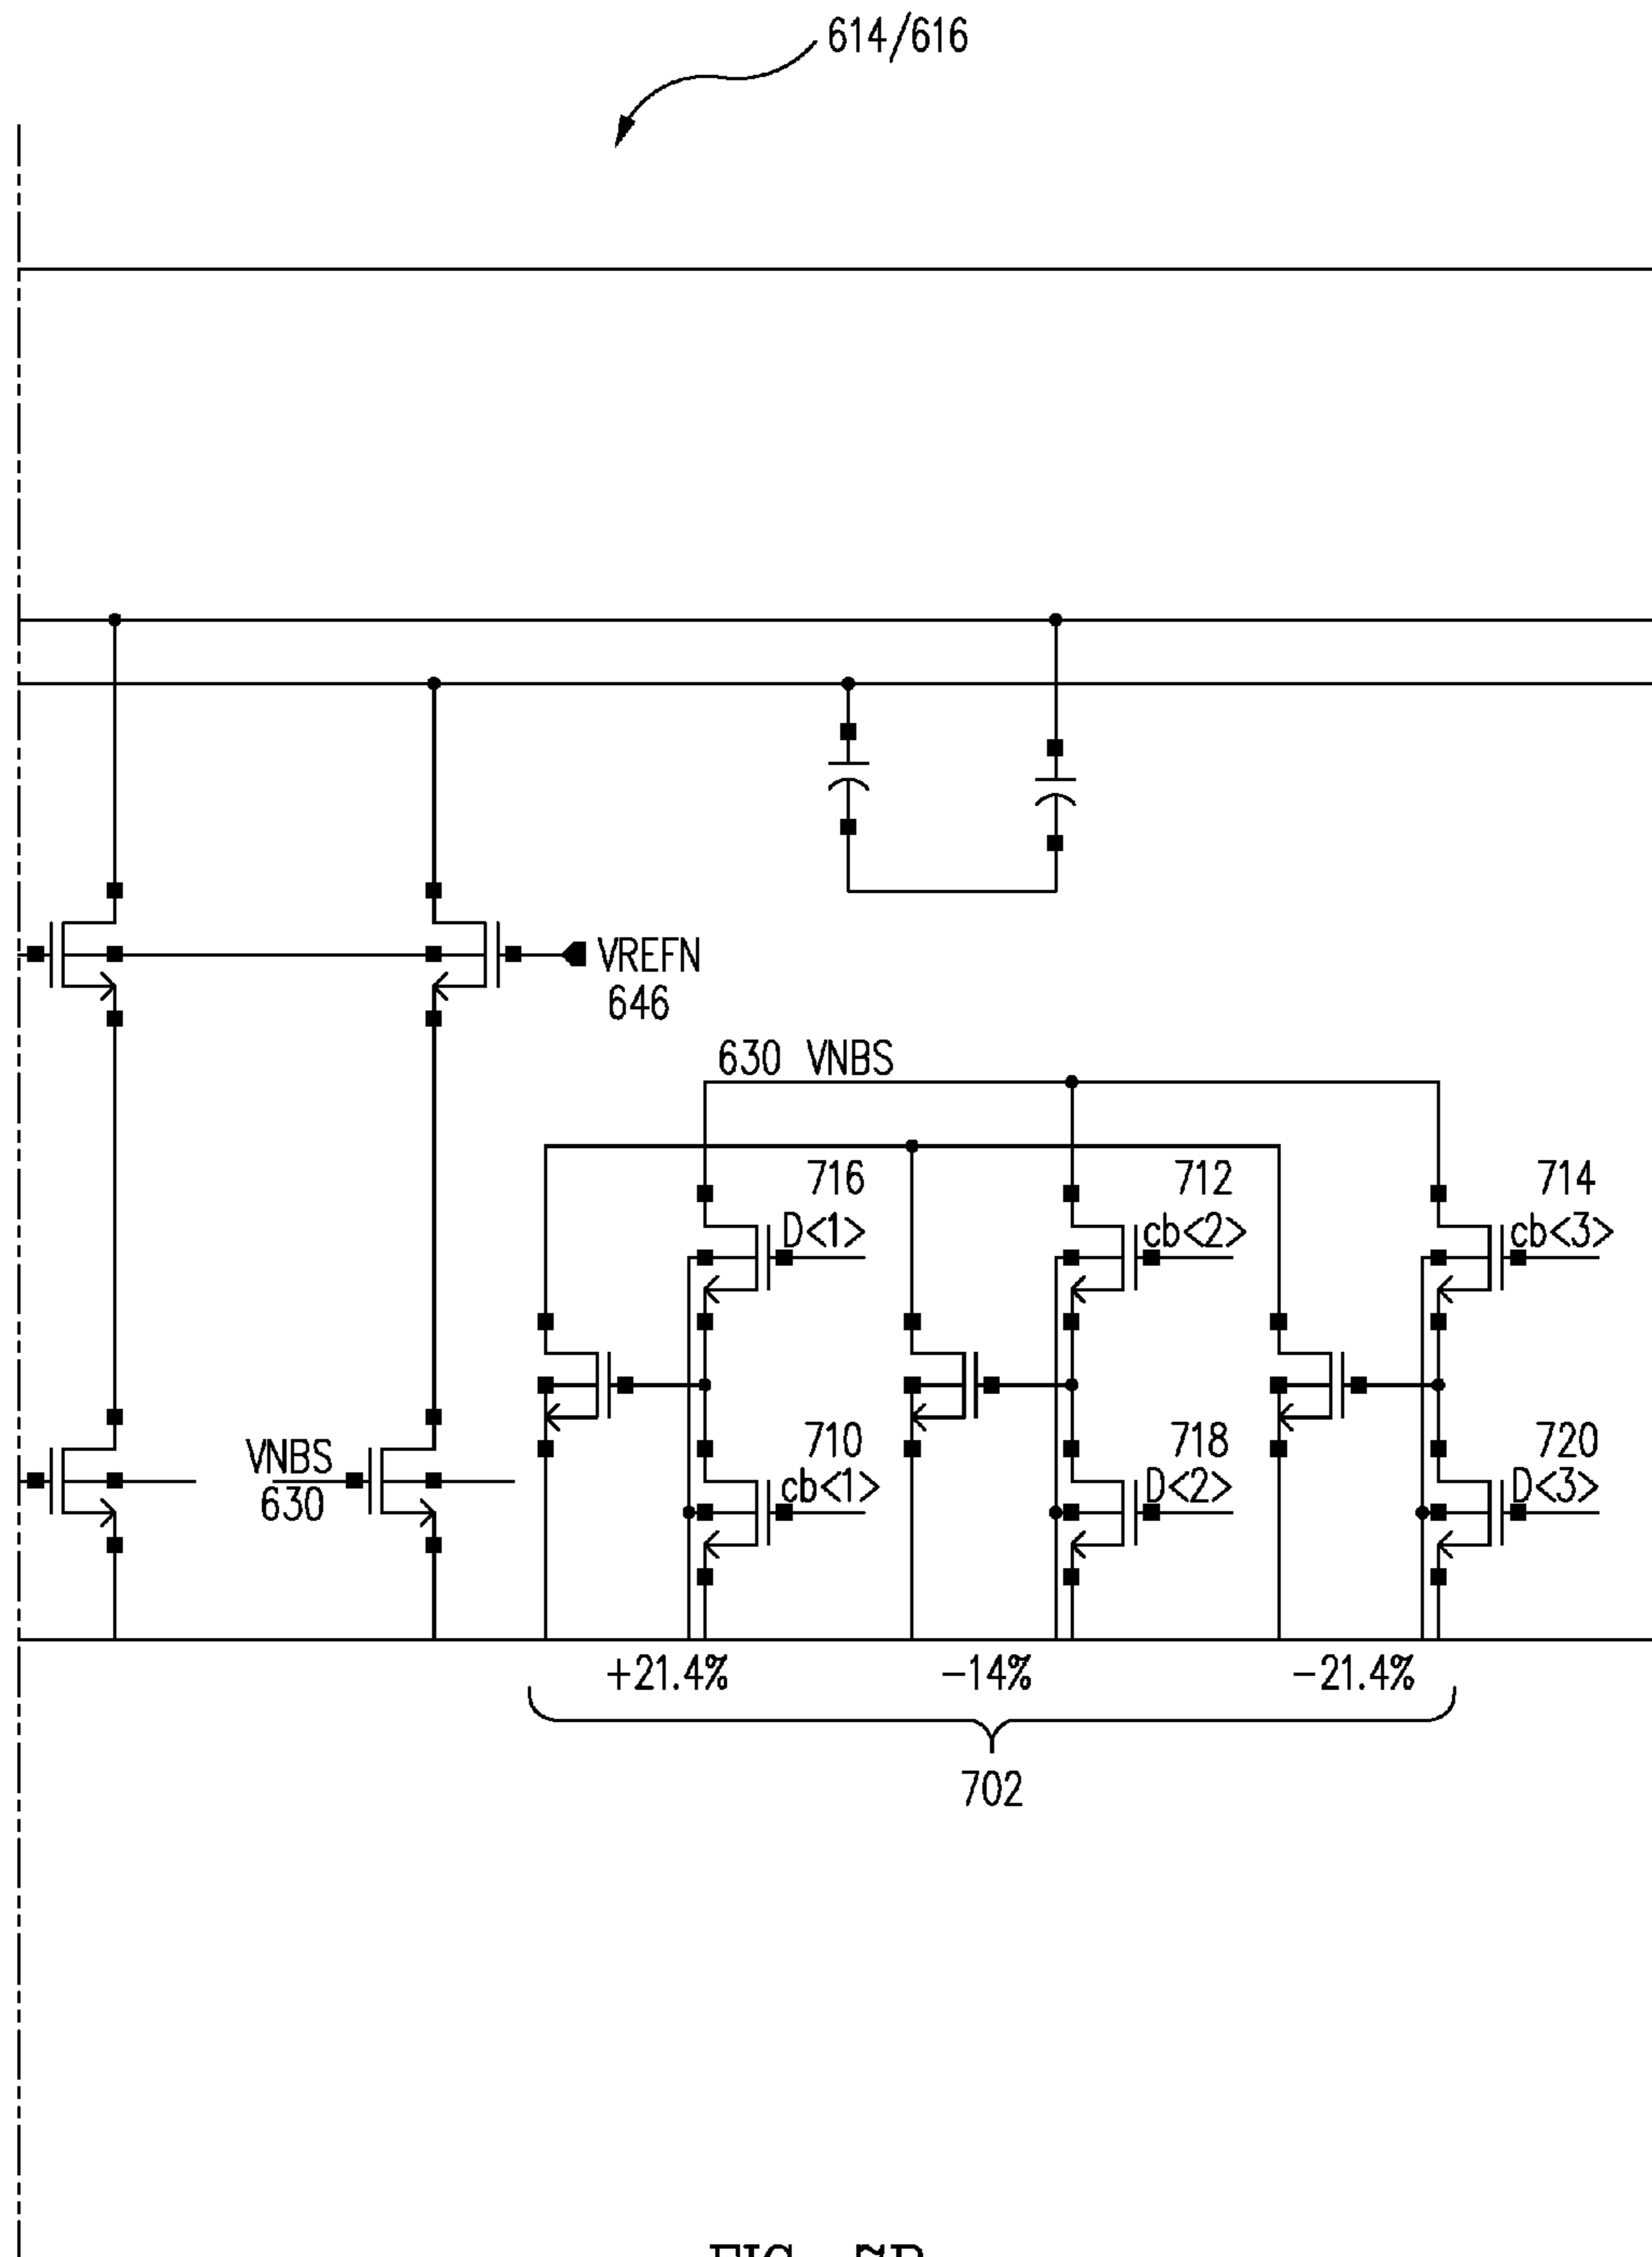 614/616
VREFN
646
630 VNBS
716
D<1>
712
cb<2>
714
cb<3>
VNBS
630
710
cb<1>
718
D<2>
720
D<3>
+21.4%
-14%
-21.4%
702